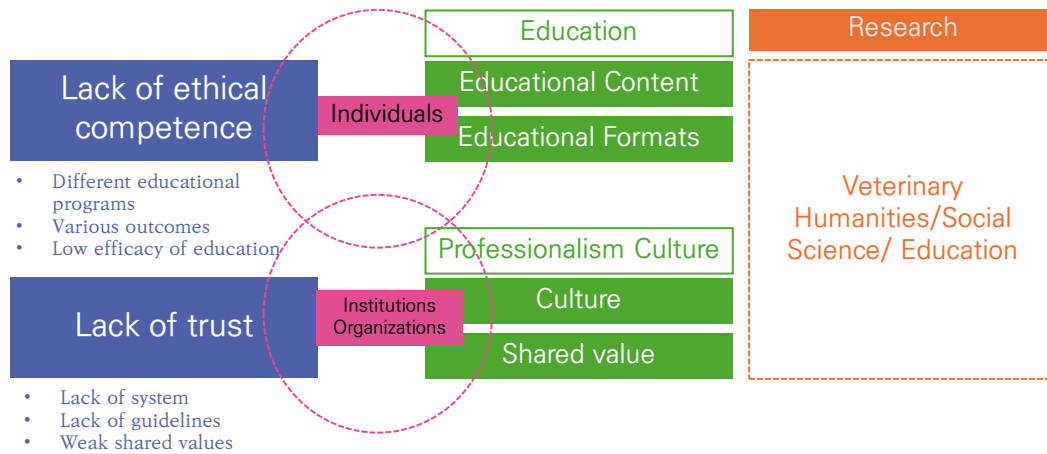 Lack of ethical
competence
• Different educational
programs
• Various outcomes
• Low efficacy of education
Individuals
Education
Educational Content
Educational Formats
Lack of trust
• Lack of system
• Lack of guidelines
• Weak shared values
Institutions
Organizations
Professionalism Culture
Culture
Shared value
Research
Veterinary
Humanities/Social
Science/ Education